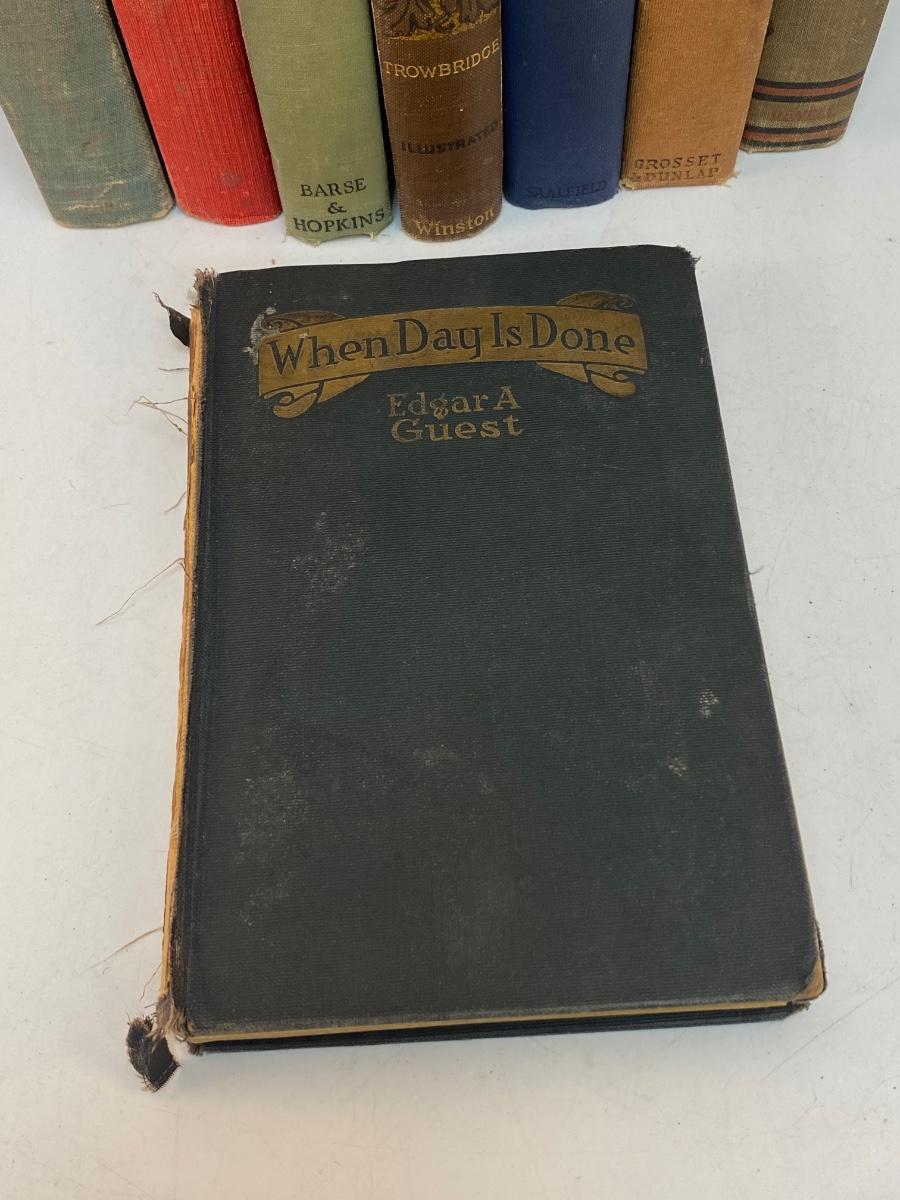 BARSE
&
HOPKINS
TROWBRIDGE
ILLUSTRATED
Winston
SAALFIELD
GROSSET
& DUNLAP
When Day Is Done
Edgar A
Guest